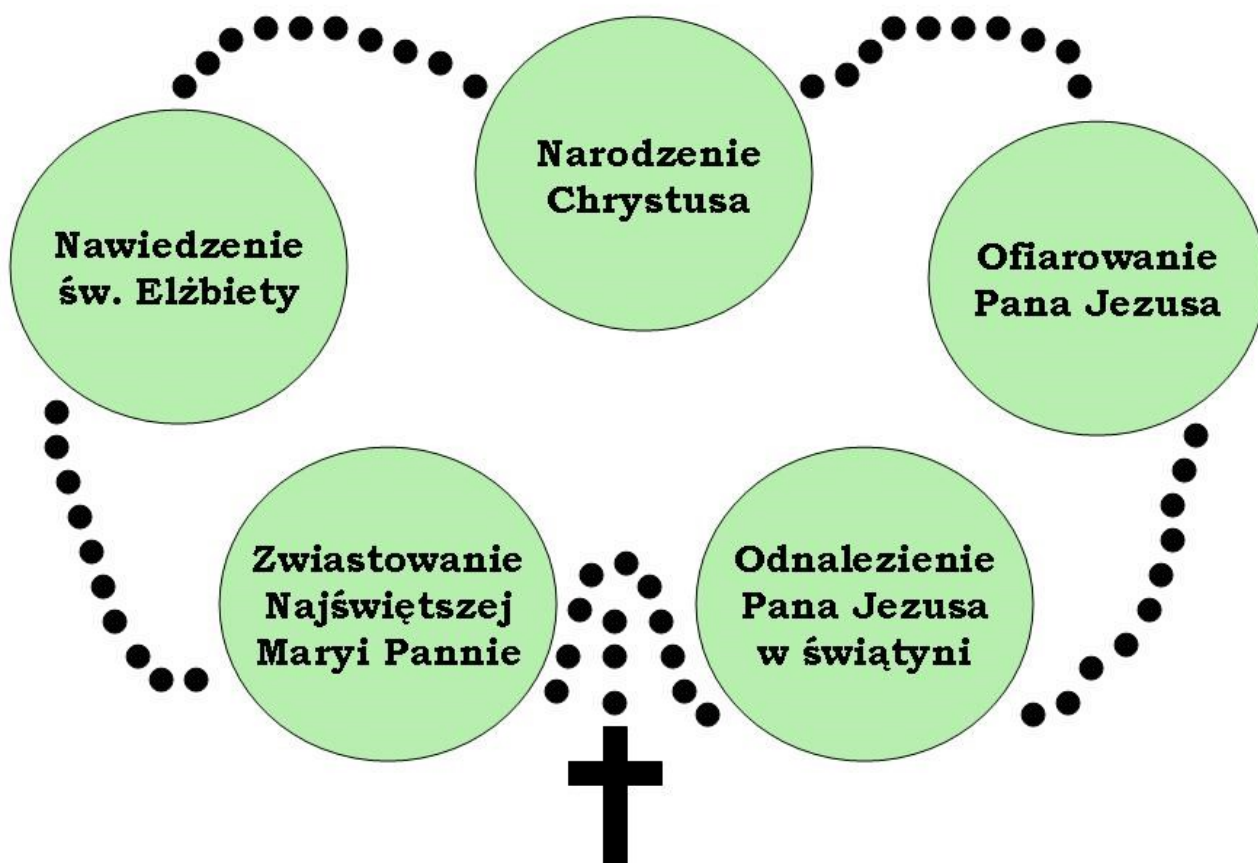 Narodzenie
Chrystusa
Nawiedzenie
św. Elżbiety
Ofiarowanie
Pana Jezusa
Zwiastowanie
Najświętszej
Maryi Pannie
Odnalezienie
Pana Jezusa
w świątyni